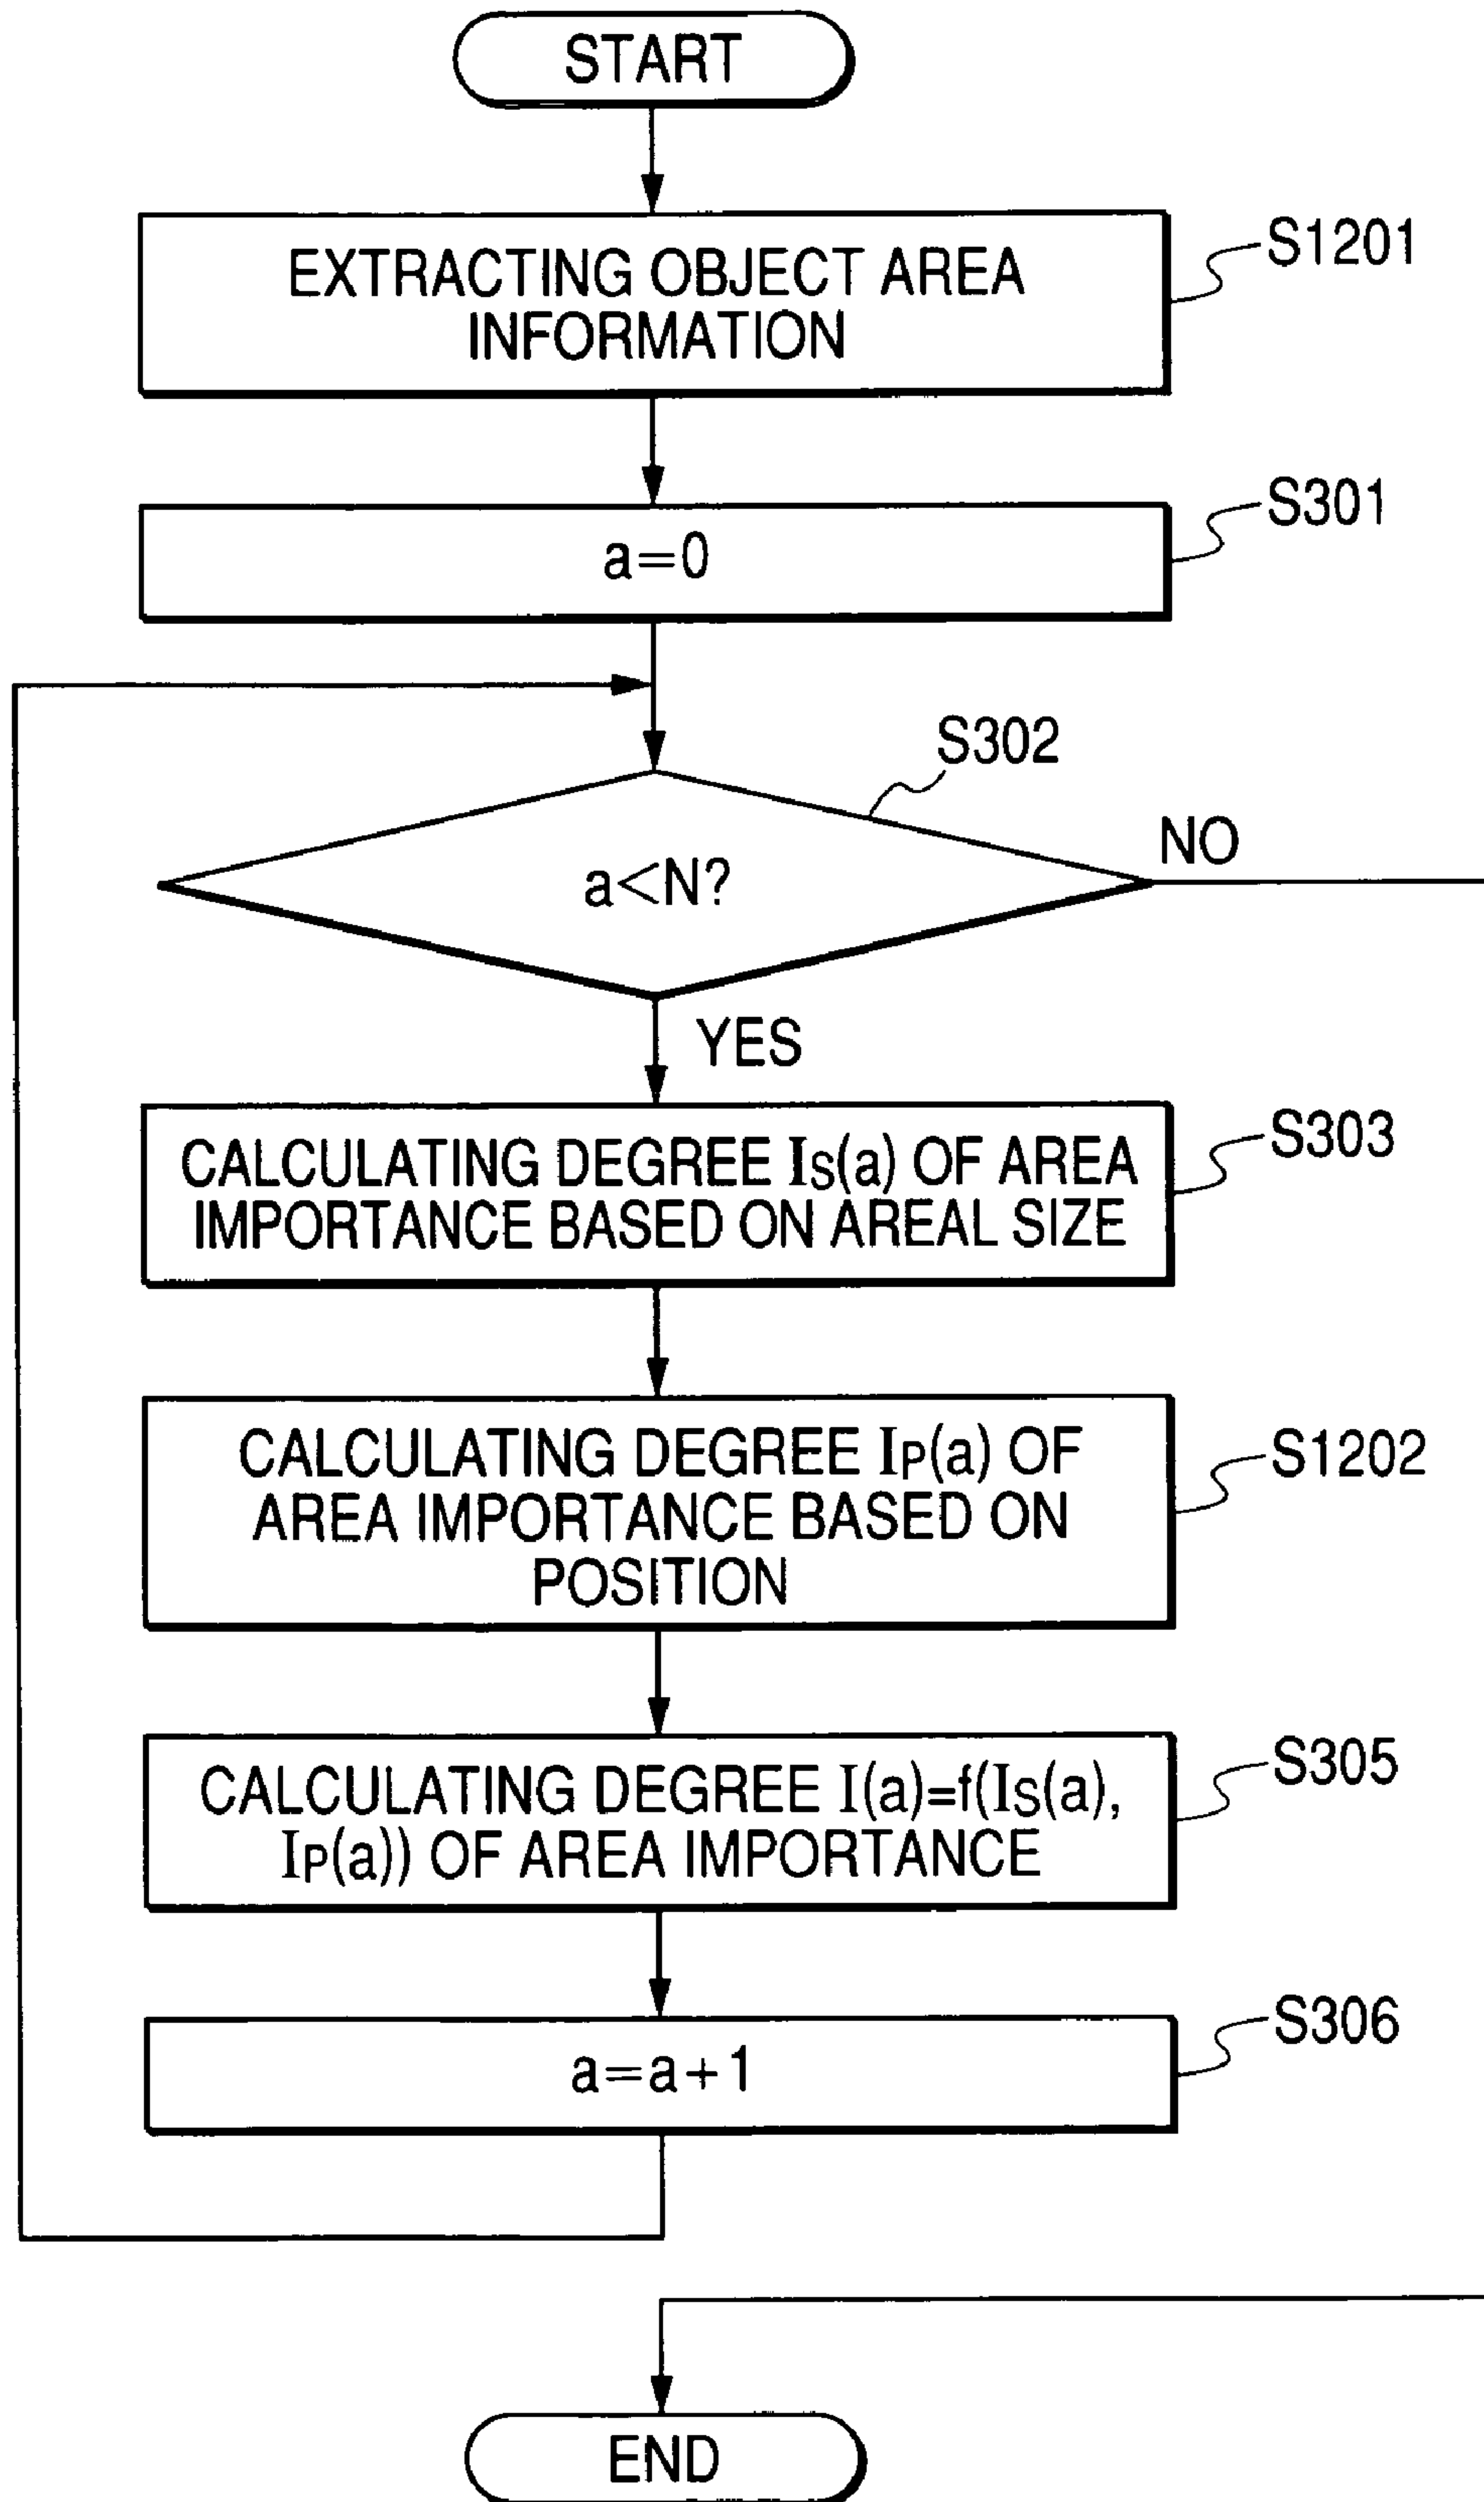 START
EXTRACTING OBJECT AREA
INFORMATION
S1201
a=0
S301
S302
a<N?
NO
YES
CALCULATING DEGREE IS(a) OF AREA
IMPORTANCE BASED ON AREAL SIZE
S303
CALCULATING DEGREE IP(a) OF
AREA IMPORTANCE BASED ON
POSITION
S1202
CALCULATING DEGREE I(a)=f(IS(a),
IP(a)) OF AREA IMPORTANCE
S305
a=a+1
S306
END